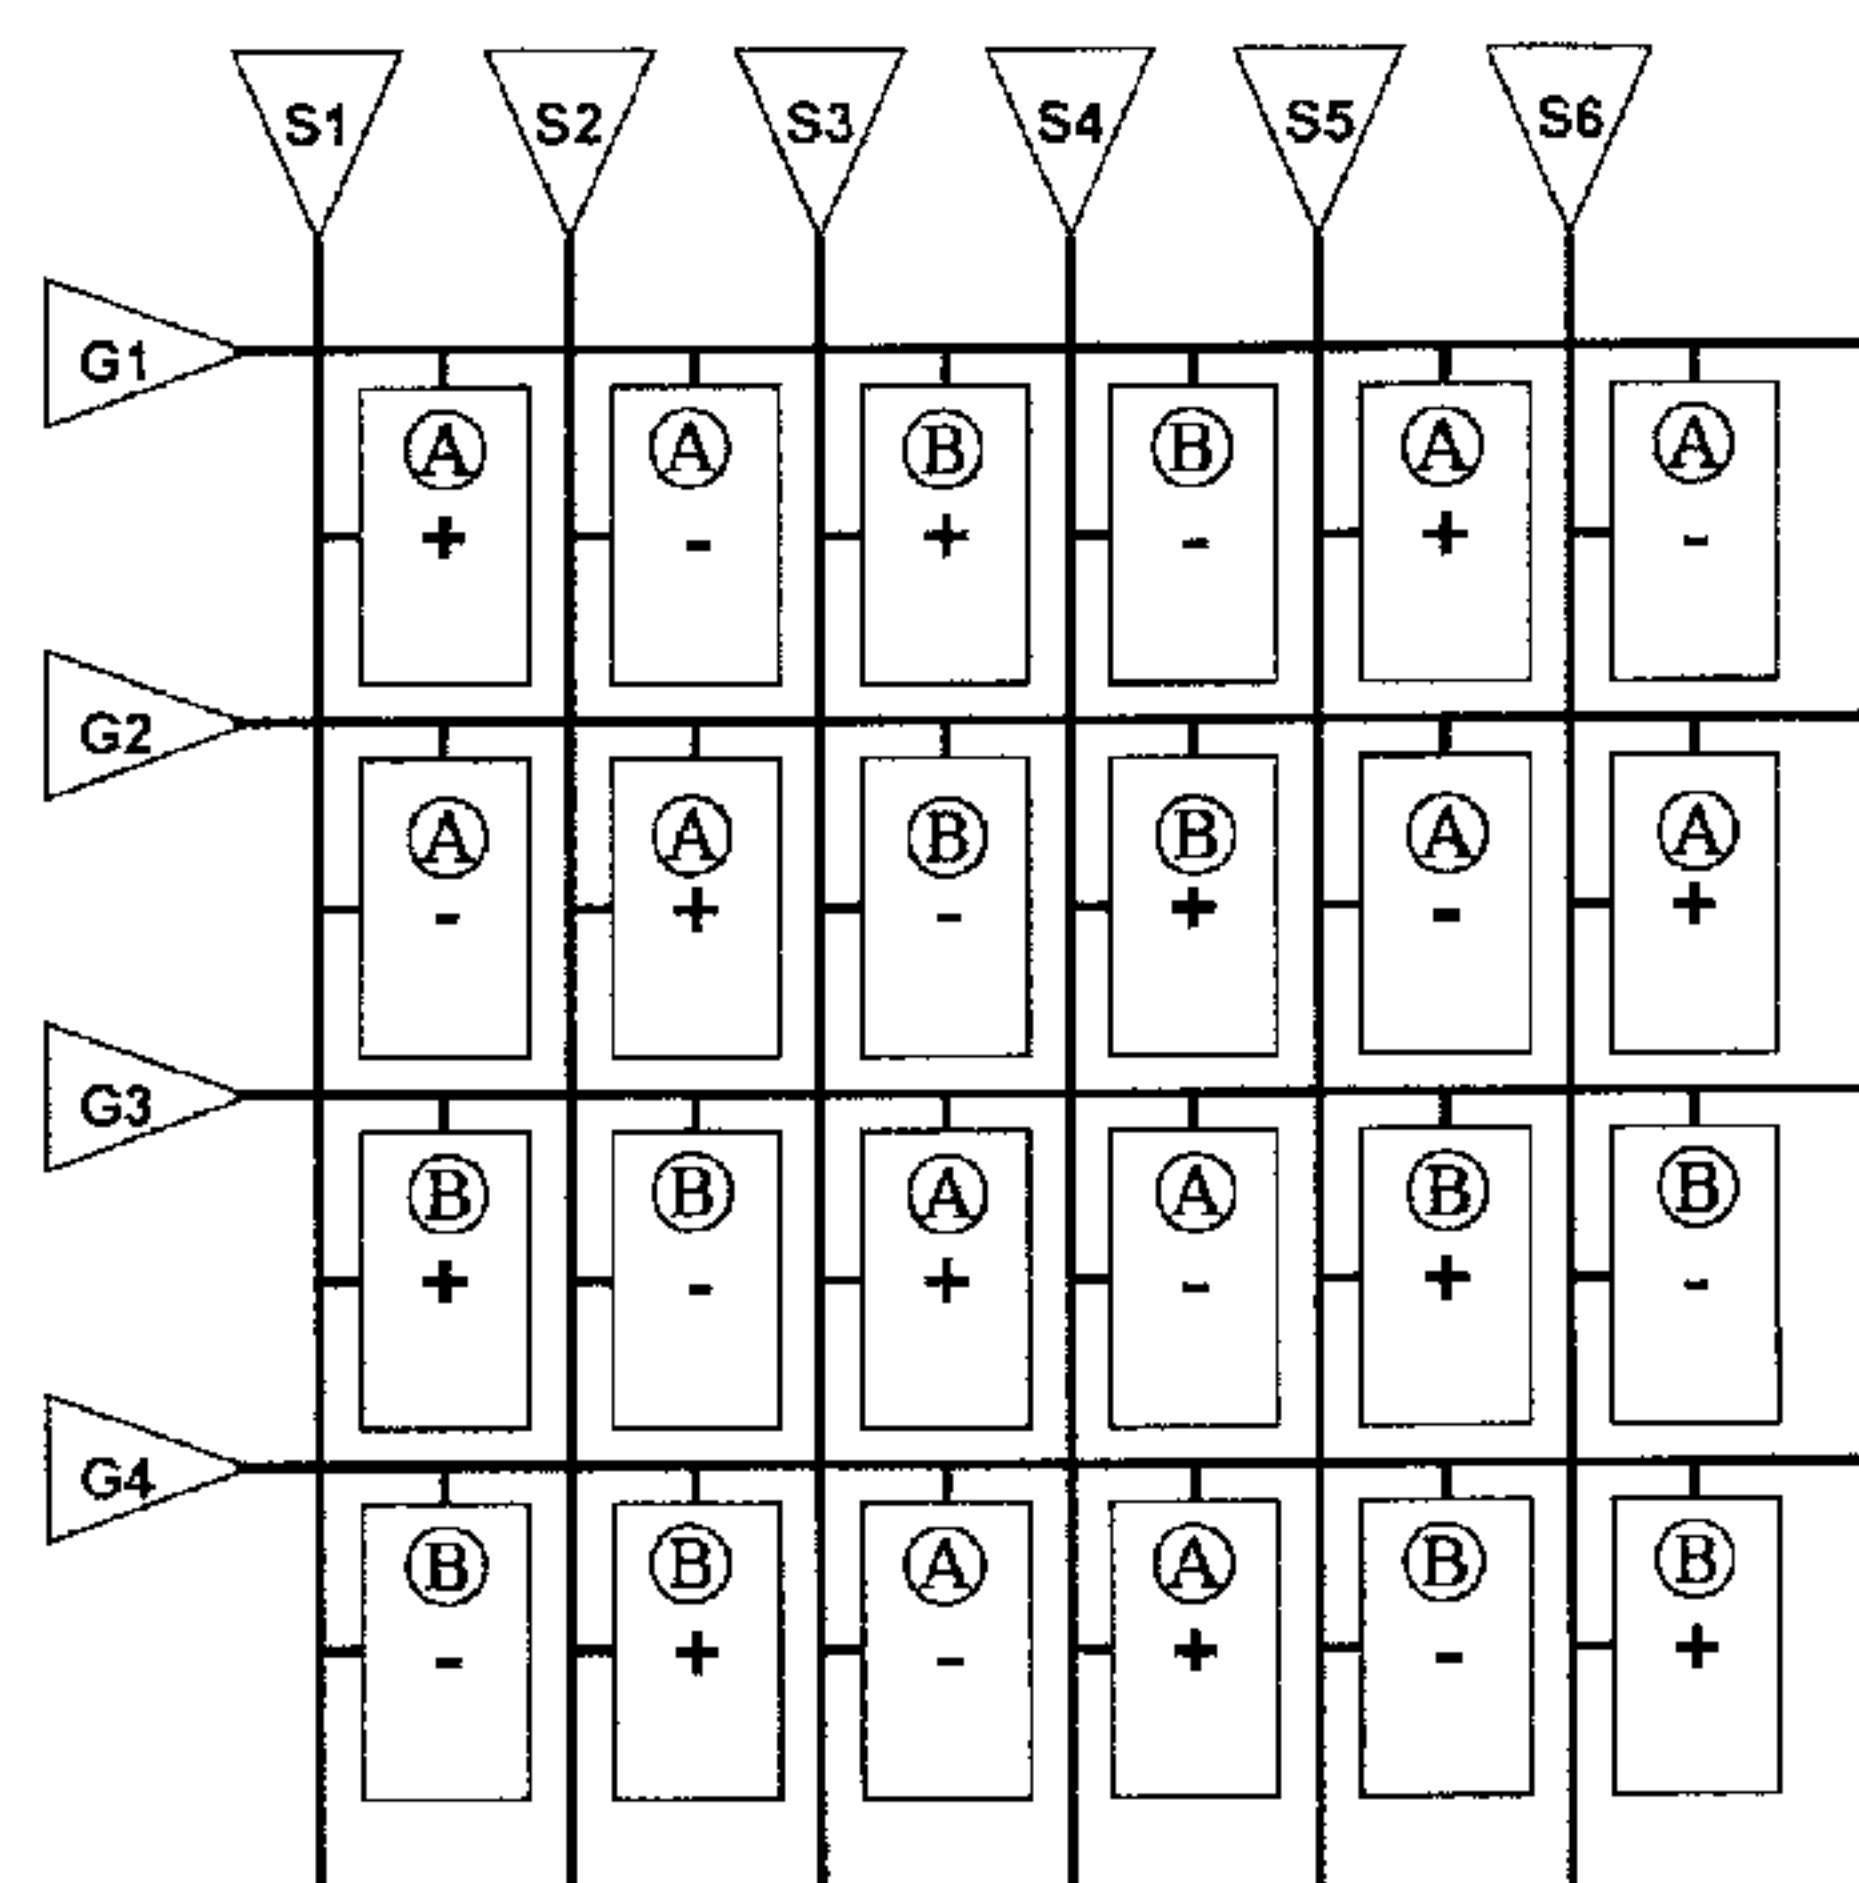 S1 S2 S3 S4 S5 S6
G1
Ⓐ Ⓐ Ⓑ Ⓑ Ⓐ Ⓐ
+ - + - + -
G2
Ⓐ Ⓐ Ⓑ Ⓑ Ⓐ Ⓐ
- + - + - +
G3
Ⓑ Ⓑ Ⓐ Ⓐ Ⓑ Ⓑ
+ - + - + -
G4
Ⓑ Ⓑ Ⓐ Ⓐ Ⓑ Ⓑ
- + - + - +